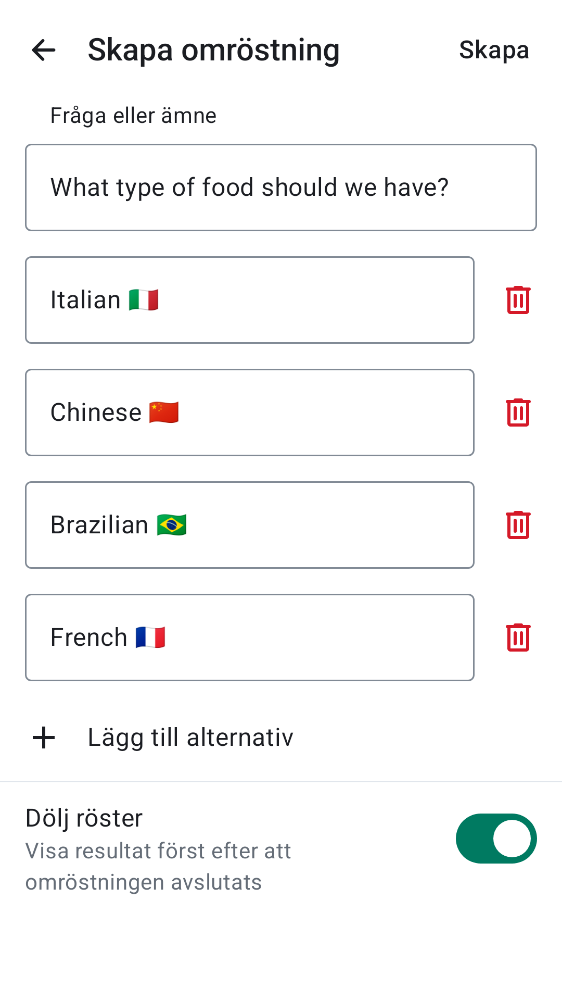 Skapa omröstning
Skapa
Fråga eller ämne
What type of food should we have?
Italian 🇮🇹
Chinese 🇨🇳
Brazilian 🇧🇷
French 🇫🇷
Lägg till alternativ
Dölj röster
Visa resultat först efter att
omröstningen avslutats